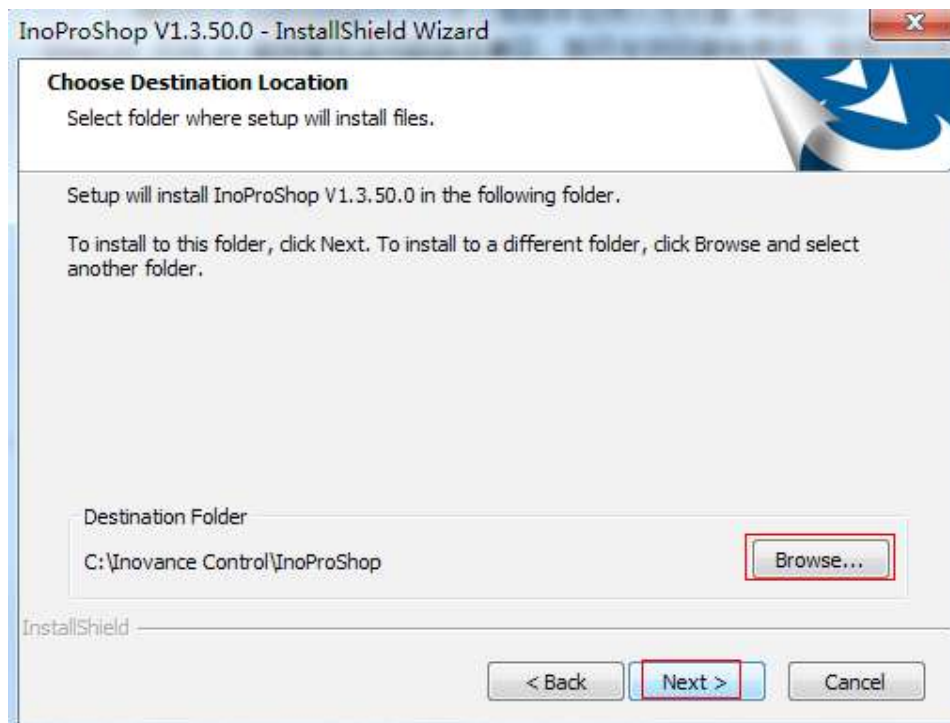 InoProShop V1.3.50.0 - InstallShield Wizard
Choose Destination Location
Select folder where setup will install files.
Setup will install InoProShop V1.3.50.0 in the following folder.
To install to this folder, click Next. To install to a different folder, click Browse and select
another folder.
Destination Folder
C:\Inovance Control\InoProShop
Browse...
InstallShield
< Back
Next >
Cancel